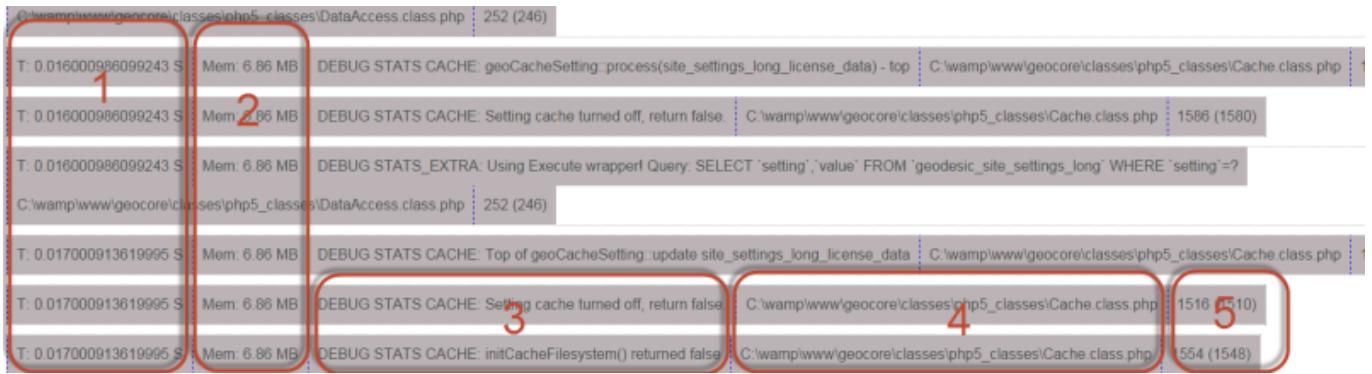 C:\wamp\www\geocore\classes\php5_classes\DataAccess.class.php 252 (246)
T: 0.016000986099243 S Mem: 6.86 MB DEBUG STATS CACHE: geoCacheSetting::process(site_settings_long_license_data) - top C:\wamp\www\geocore\classes\php5_classes\Cache.class.php
1
2
T: 0.016000986099243 S Mem: 6.86 MB DEBUG STATS CACHE: Setting cache turned off, return false. C:\wamp\www\geocore\classes\php5_classes\Cache.class.php 1586 (1580)
T: 0.016000986099243 S Mem: 6.86 MB DEBUG STATS_EXTRA: Using Execute wrapper! Query: SELECT `setting`,`value` FROM `geodesic_site_settings_long` WHERE `setting`=?
C:\wamp\www\geocore\classes\php5_classes\DataAccess.class.php 252 (246)
T: 0.017000913619995 S Mem: 6.86 MB DEBUG STATS CACHE: Top of geoCacheSetting::update site_settings_long_license_data C:\wamp\www\geocore\classes\php5_classes\Cache.class.php
T: 0.017000913619995 S Mem: 6.86 MB DEBUG STATS CACHE: Setting cache turned off, return false. C:\wamp\www\geocore\classes\php5_classes\Cache.class.php 1516 (1510)
3
4
5
T: 0.017000913619995 S Mem: 6.86 MB DEBUG STATS CACHE: initCacheFilesystem() returned false C:\wamp\www\geocore\classes\php5_classes\Cache.class.php 1554 (1548)